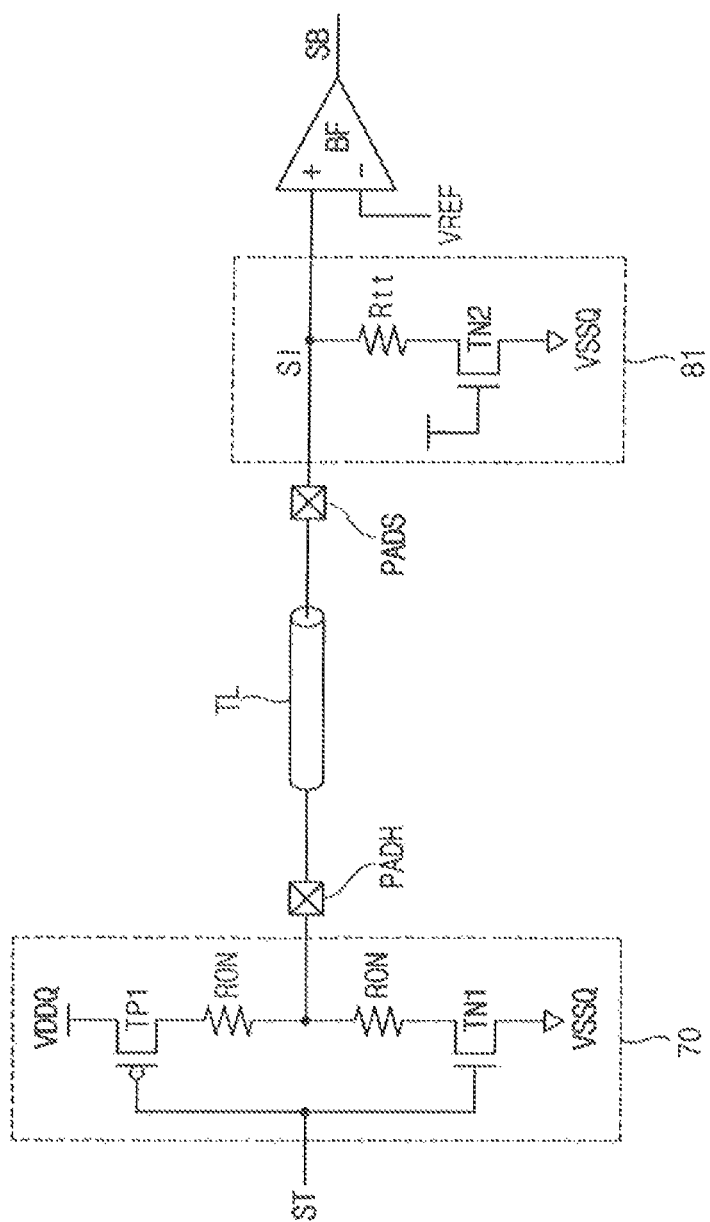 ST
VDDQ
TP1
RON
RON
TN1
VSSQ
70
PADH
TL
PADS
SI
Rtt
TN2
VSSQ
81
+
-
BF
VREF
SB